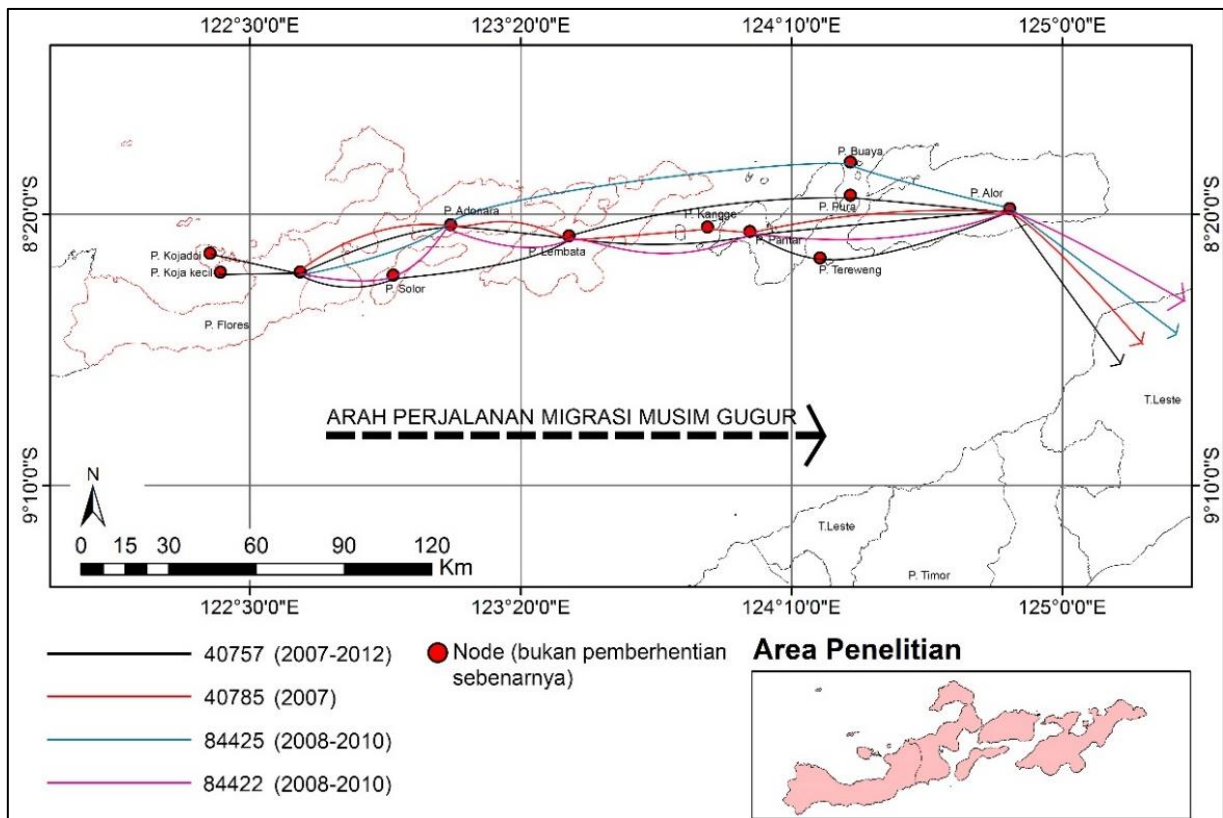 122°30'0"E 123°20'0"E 124°10'0"E 125°0'0"E
8°20'0"S 8°20'0"S
P. Buaya
P. Adonara
P. Pura
P. Alor
P. Kangge
P. Pantar
P. Kojadoi
P. Lembata
P. Koja kecil
P. Tereweng
P. Solor
P. Flores
T.Leste
ARAH PERJALANAN MIGRASI MUSIM GUGUR
N
9°10'0"S 9°10'0"S
T.Leste
P. Timor
0 15 30 60 90 120
Km
122°30'0"E 123°20'0"E 124°10'0"E 125°0'0"E
40757 (2007-2012)
40785 (2007)
84425 (2008-2010)
84422 (2008-2010)
Node (bukan pemberhentian
sebenarnya)
Area Penelitian